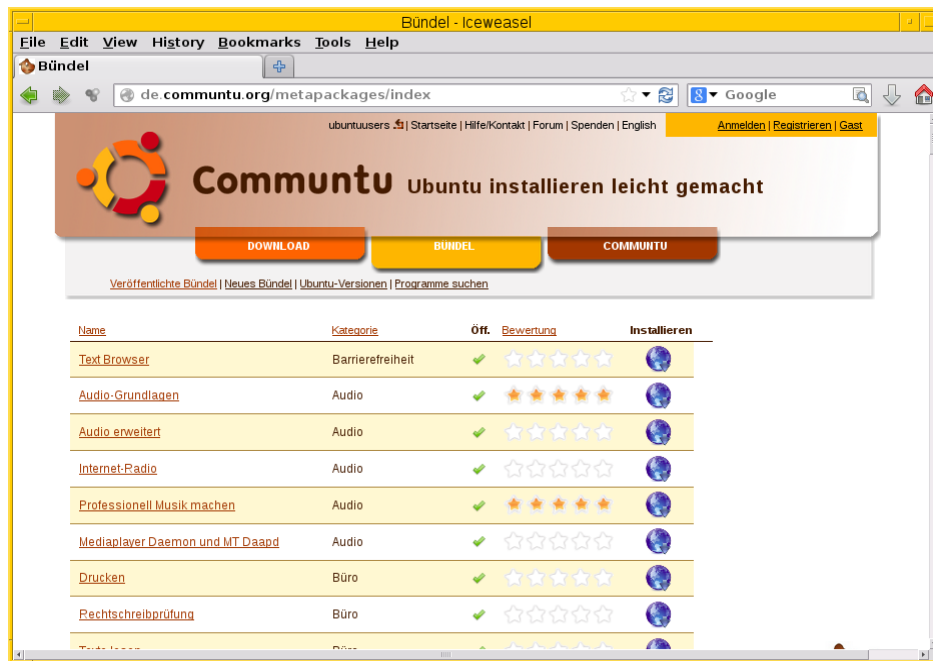 Bündel - Iceweasel
File Edit View History Bookmarks Tools Help
Bündel
de.communtu.org/metapackages/index
Google
ubuntuusers | Startseite | Hilfe/Kontakt | Forum | Spenden | English
Anmelden | Registrieren | Gast
Communtu Ubuntu installieren leicht gemacht
DOWNLOAD BÜNDEL COMMUNTU
Veröffentlichte Bündel | Neues Bündel | Ubuntu-Versionen | Programme suchen
Name Kategorie Öff. Bewertung Installieren
Text Browser Barrierefreiheit
Audio-Grundlagen Audio
Audio erweitert Audio
Internet-Radio Audio
Professionell Musik machen Audio
Mediaplayer Daemon und MT Daapd Audio
Drucken Büro
Rechtschreibprüfung Büro